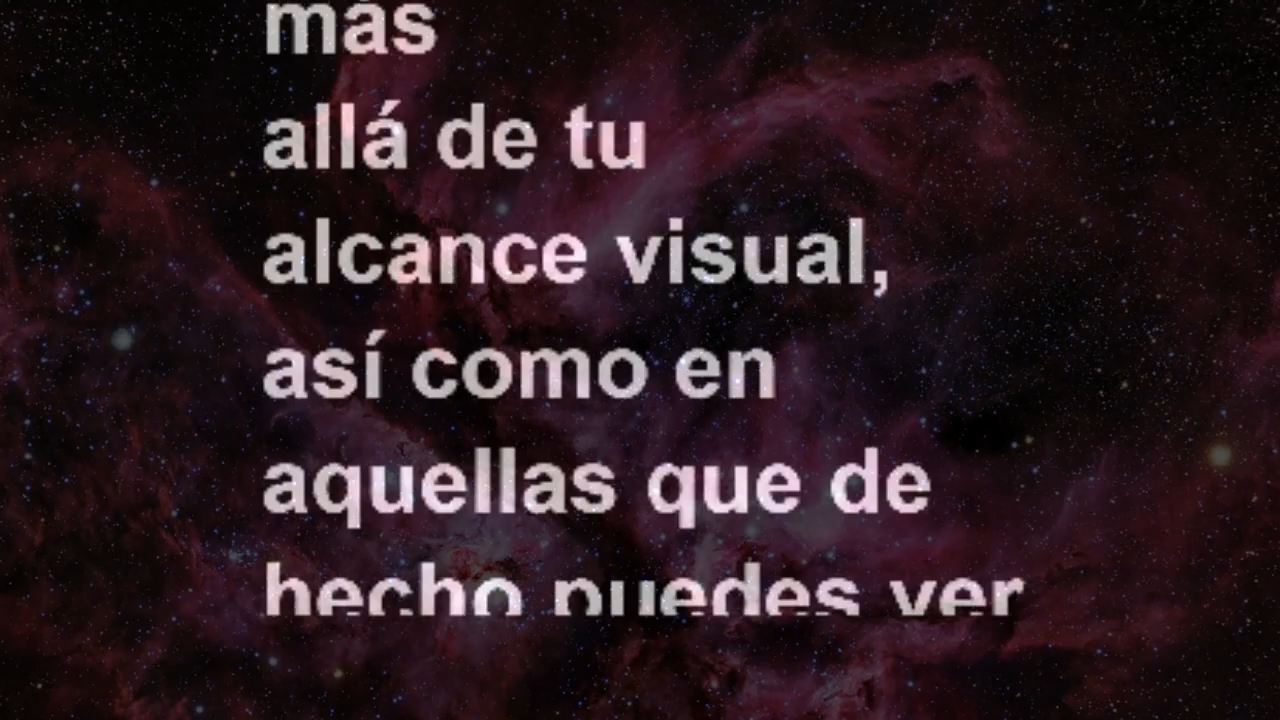 más
allá de tu
alcance visual,
así como en
aquellas que de
hecho puedes ver